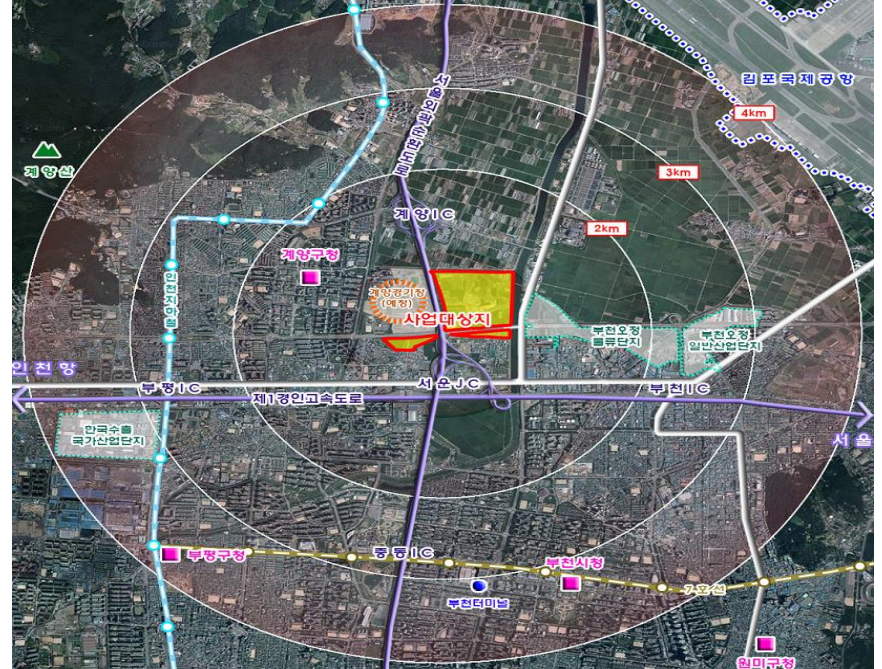 김포국제공항
4km
계양산
3km
서울외곽순환도로
계양IC
2km
계양구청
인천지하철
계양경기장
(예정)
사업대상지
부천오정
물류단지
부천오정
일반산업단지
인천항
부평IC
서운JC
부천IC
제1경인고속도로
서울
한국수출
국가산업단지
부평구청
중동IC
부천시청
7호선
부천터미널
원미구청